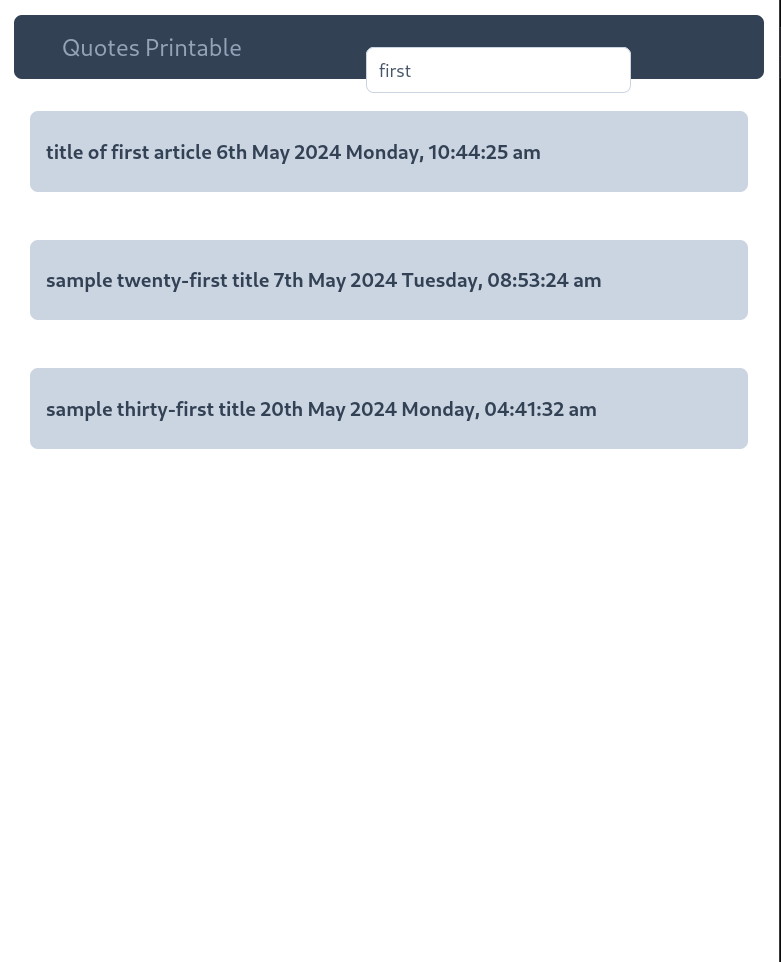 Quotes Printable
first
title of first article 6th May 2024 Monday, 10:44:25 am
sample twenty-first title 7th May 2024 Tuesday, 08:53:24 am
sample thirty-first title 20th May 2024 Monday, 04:41:32 am